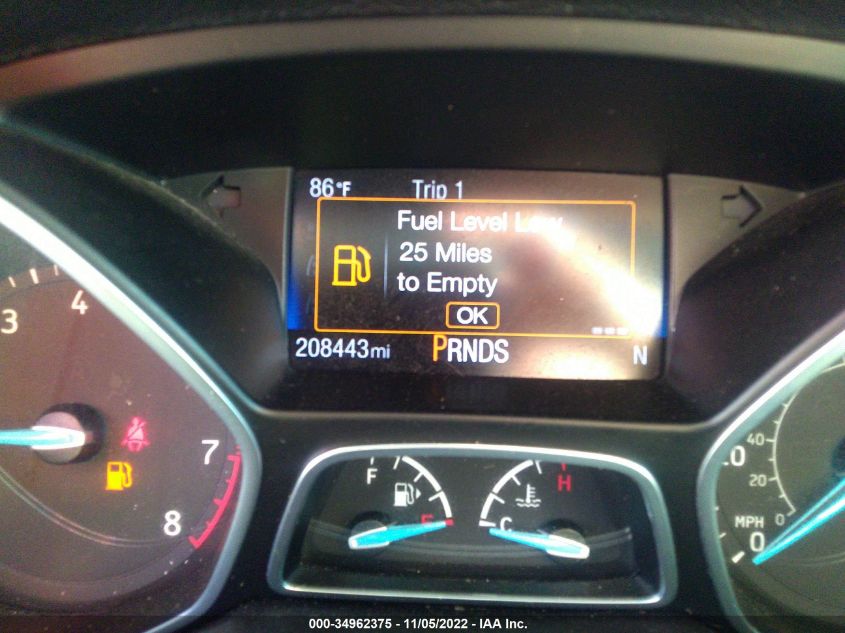 86°F Trip 1
Fuel Level Low
25 Miles
to Empty
OK
208443mi PRNDS N
3 4 7 8
F E
C H
0 20 40
MPH 0
000-34962375 - 11/05/2022 - IAA Inc.